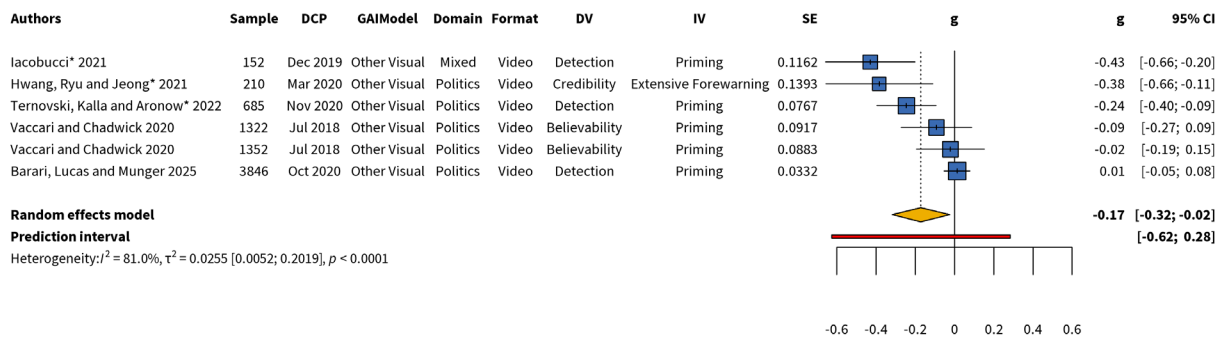 Authors Sample DCP GAIModel Domain Format DV IV SE g g 95% CI
Iacobucci* 2021 152 Dec 2019 Other Visual Mixed Video Detection Priming 0.1162 -0.43 [-0.66; -0.20]
Hwang, Ryu and Jeong* 2021 210 Mar 2020 Other Visual Politics Video Credibility Extensive Forewarning 0.1393 -0.38 [-0.66; -0.11]
Ternovski, Kalla and Aronow* 2022 685 Nov 2020 Other Visual Politics Video Detection Priming 0.0767 -0.24 [-0.40; -0.09]
Vaccari and Chadwick 2020 1322 Jul 2018 Other Visual Politics Video Believability Priming 0.0917 -0.09 [-0.27; 0.09]
Vaccari and Chadwick 2020 1352 Jul 2018 Other Visual Politics Video Believability Priming 0.0883 -0.02 [-0.19; 0.15]
Barari, Lucas and Munger 2025 3846 Oct 2020 Other Visual Politics Video Detection Priming 0.0332 0.01 [-0.05; 0.08]
Random effects model -0.17 [-0.32; -0.02]
Prediction interval [-0.62; 0.28]
Heterogeneity: I² = 81.0%, τ² = 0.0255 [0.0052; 0.2019], p < 0.0001
-0.6 -0.4 -0.2 0 0.2 0.4 0.6